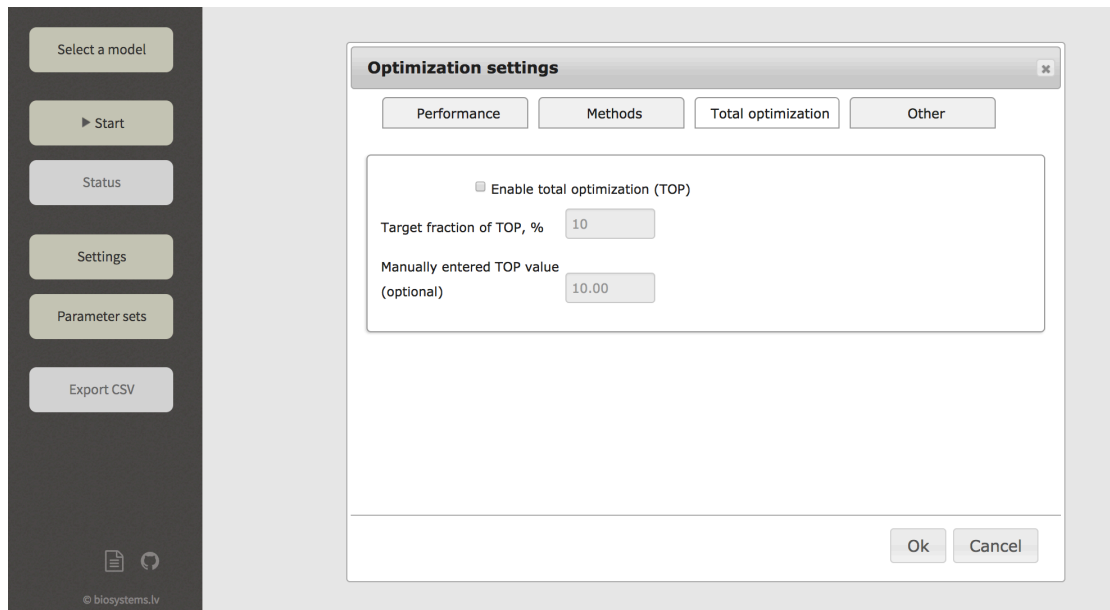 Select a model
Start
Status
Settings
Parameter sets
Export CSV
© biosystems.lv
Optimization settings
Performance
Methods
Total optimization
Other
Enable total optimization (TOP)
Target fraction of TOP, %
10
Manually entered TOP value
(optional)
10.00
Ok
Cancel